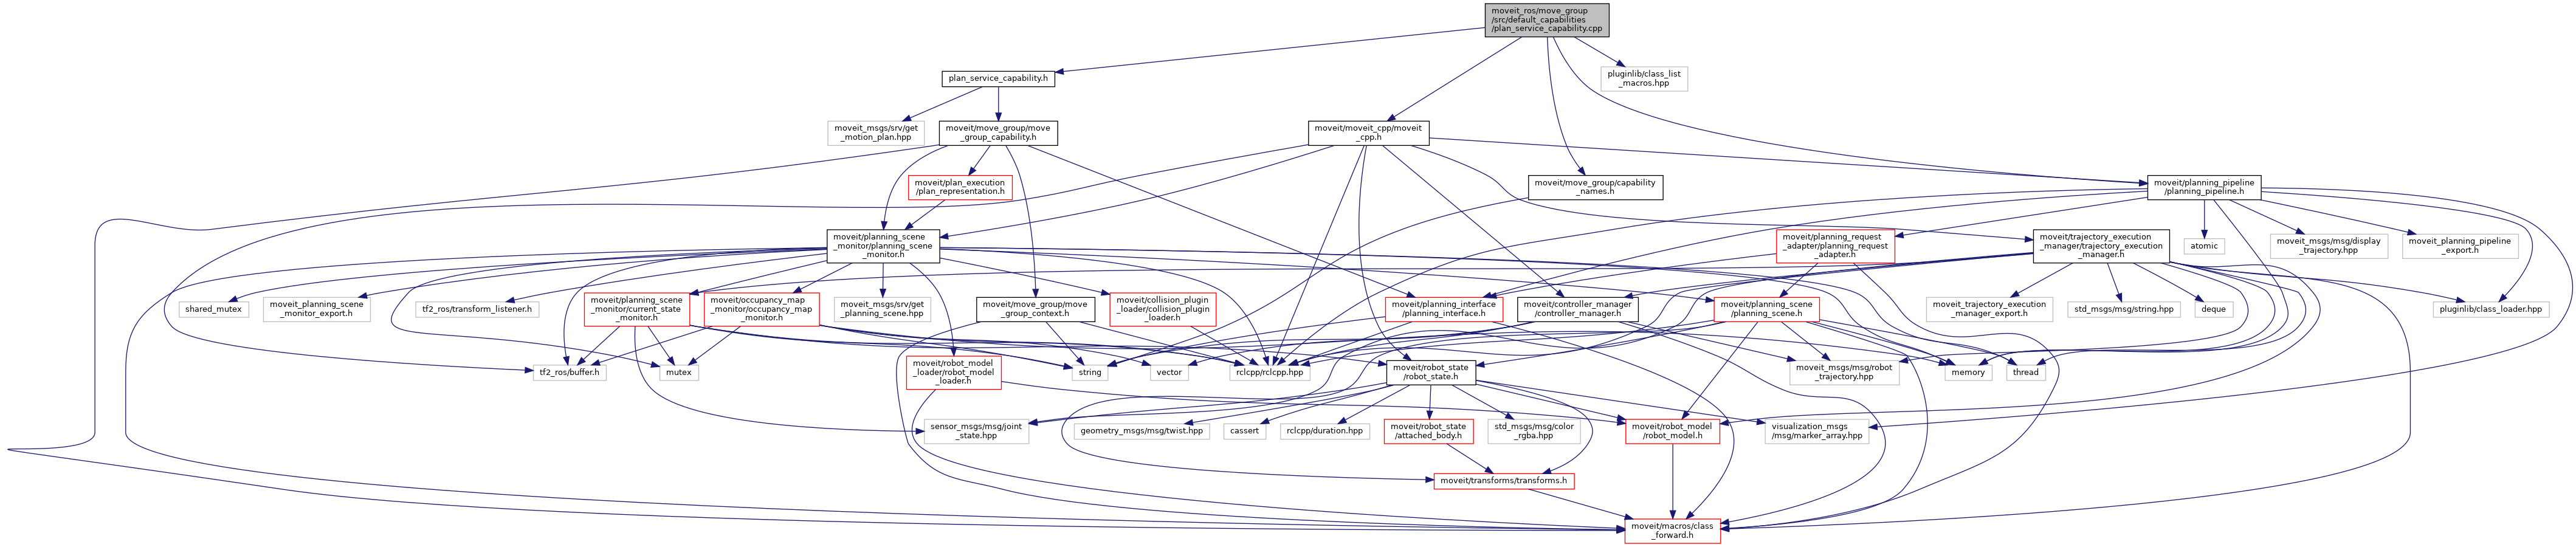 moveit_ros/move_group
/src/default_capabilities
/plan_service_capability.cpp
plan_service_capability.h
pluginlib/class_list
_macros.hpp
moveit_msgs/srv/get
_motion_plan.hpp
moveit/move_group/move
_group_capability.h
moveit/moveit_cpp/moveit
_cpp.h
moveit/plan_execution
/plan_representation.h
moveit/move_group/capability
_names.h
moveit/planning_pipeline
/planning_pipeline.h
moveit/planning_scene
_monitor/planning_scene
_monitor.h
moveit/planning_request
_adapter/planning_request
_adapter.h
moveit/trajectory_execution
_manager/trajectory_execution
_manager.h
atomic
moveit_msgs/msg/display
_trajectory.hpp
moveit_planning_pipeline
_export.h
shared_mutex
moveit_planning_scene
_monitor_export.h
tf2_ros/transform_listener.h
moveit/planning_scene
_monitor/current_state
_monitor.h
moveit/occupancy_map
_monitor/occupancy_map
_monitor.h
moveit_msgs/srv/get
_planning_scene.hpp
moveit/move_group/move
_group_context.h
moveit/collision_plugin
_loader/collision_plugin
_loader.h
moveit/planning_interface
/planning_interface.h
moveit/controller_manager
/controller_manager.h
moveit/planning_scene
/planning_scene.h
moveit_trajectory_execution
_manager_export.h
std_msgs/msg/string.hpp
deque
pluginlib/class_loader.hpp
tf2_ros/buffer.h
mutex
moveit/robot_model
_loader/robot_model
_loader.h
string
vector
rclcpp/rclcpp.hpp
moveit/robot_state
/robot_state.h
moveit_msgs/msg/robot
_trajectory.hpp
memory
thread
sensor_msgs/msg/joint
_state.hpp
geometry_msgs/msg/twist.hpp
cassert
rclcpp/duration.hpp
moveit/robot_state
/attached_body.h
std_msgs/msg/color
_rgba.hpp
moveit/robot_model
/robot_model.h
visualization_msgs
/msg/marker_array.hpp
moveit/transforms/transforms.h
moveit/macros/class
_forward.h